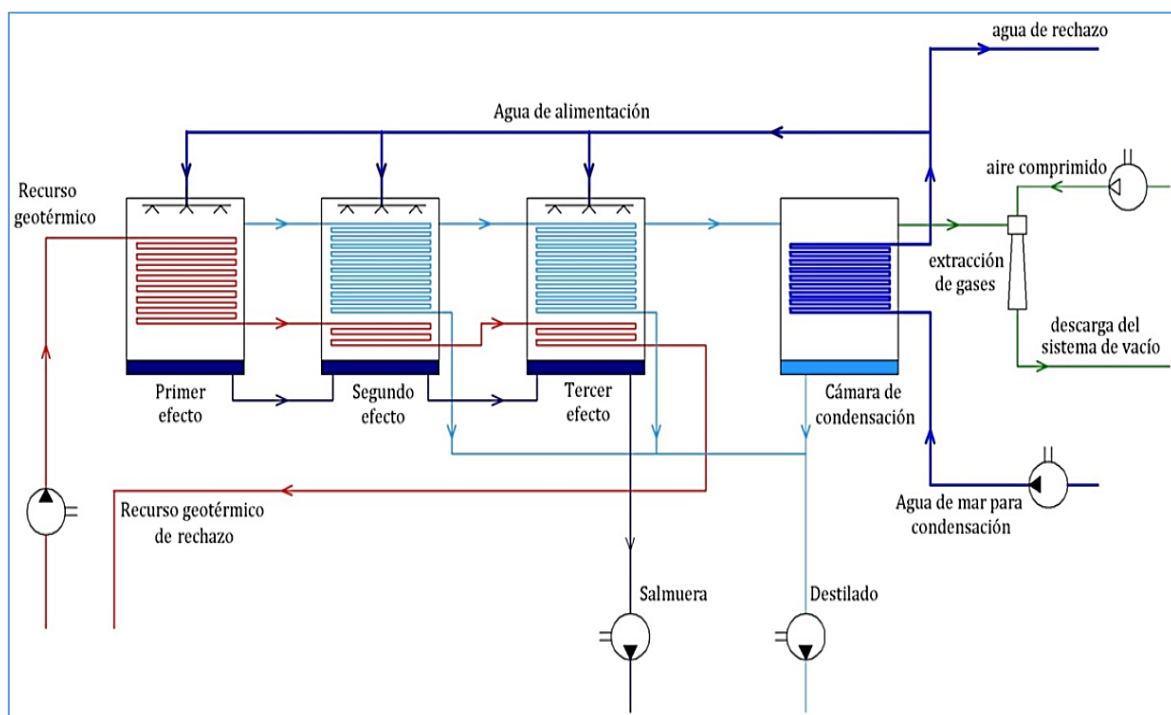 agua de rechazo
Agua de alimentación
aire comprimido
Recurso
geotérmico
extracción
de gases
descarga del
sistema de vacío
Primer
efecto
Segundo
efecto
Tercer
efecto
Cámara de
condensación
Recurso geotérmico
de rechazo
Agua de mar para
condensación
Salmuera
Destilado